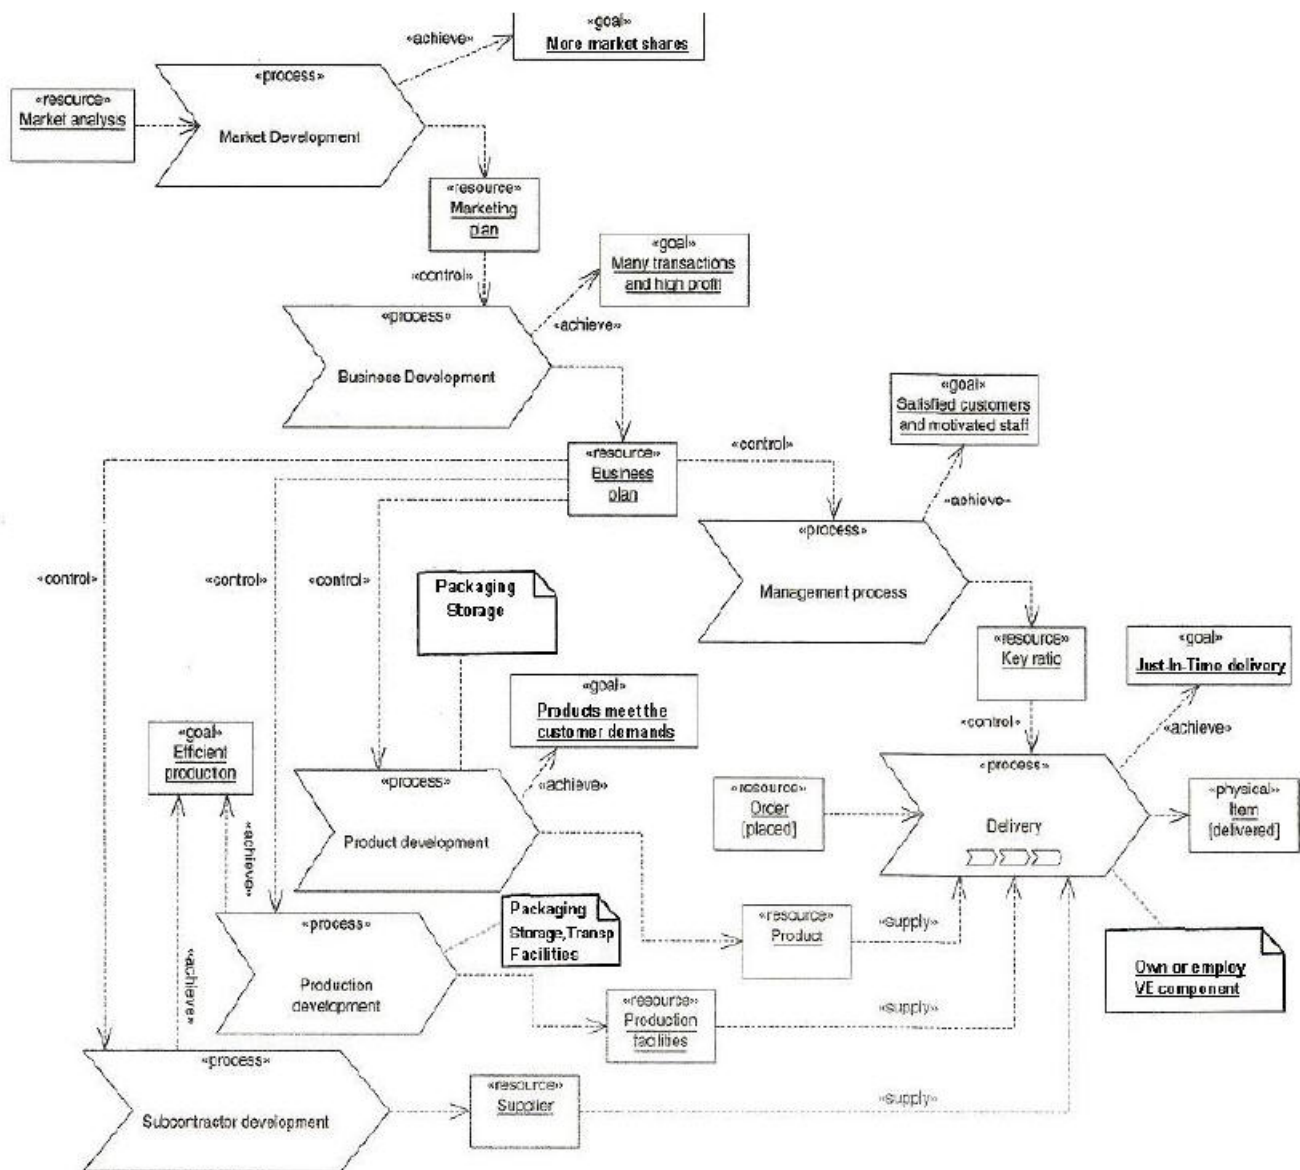 «goal»
More market shares
«achieve»
«process»
Market Development
«resource»
Market analysis
«resource»
Marketing
plan
«control»
«goal»
Many transactions
and high profit
«achieve»
«process»
Business Development
«goal»
Satisfied customers
and motivated staff
«achieve»
«resource»
Business
plan
«control»
«control»
«control»
«control»
«process»
Management process
Packaging
Storage
«resource»
Key ratio
«control»
«goal»
Just-In-Time delivery
«achieve»
«goal»
Products meet the
customer demands
«achieve»
«goal»
Efficient
production
«achieve»
«achieve»
«process»
Product development
«resource»
Order
[placed]
«process»
Delivery
«physical»
Item
[delivered]
«process»
Production
development
Packaging
Storage,Transp
Facilities
«resource»
Product
«supply»
Own or employ
VE component
«resource»
Production
facilities
«supply»
«process»
Subcontractor development
«resource»
Supplier
«supply»